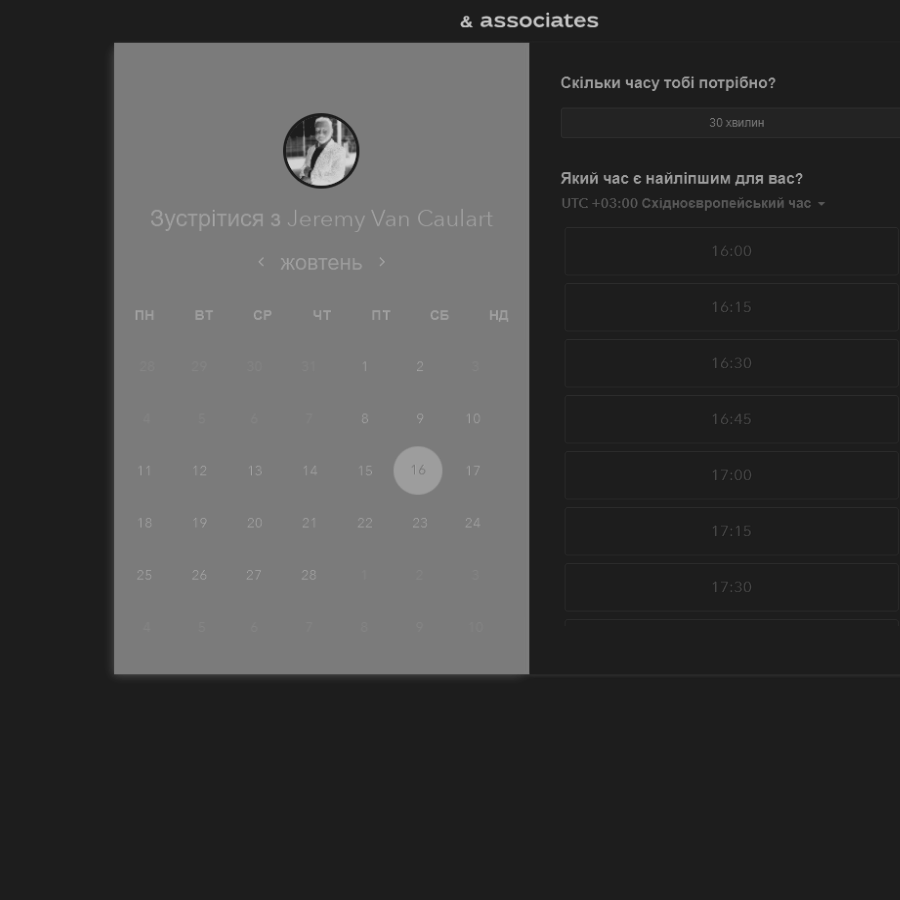 & associates
Зустрітися з Jeremy Van Caulart
жовтень
ПН ВТ СР ЧТ ПТ СБ НД
28 29 30 31 1 2 3
4 5 6 7 8 9 10
11 12 13 14 15 16 17
18 19 20 21 22 23 24
25 26 27 28 1 2 3
4 5 6 7 8 9 10
Скільки часу тобі потрібно?
30 хвилин
Який час є найліпшим для вас?
UTC +03:00 Східноєвропейський час
16:00
16:15
16:30
16:45
17:00
17:15
17:30